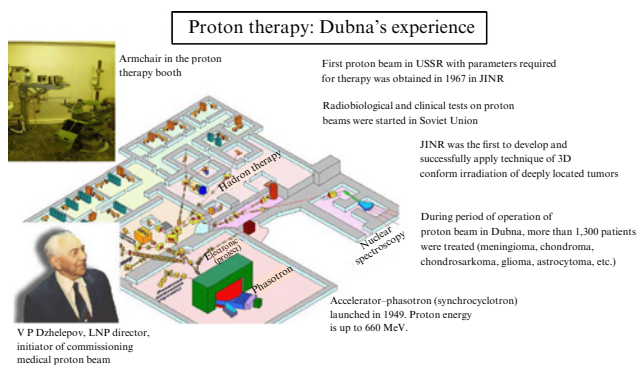 Proton therapy: Dubna's experience
Armchair in the proton
therapy booth
First proton beam in USSR with parameters required
for therapy was obtained in 1967 in JINR
Radiobiological and clinical tests on proton
beams were started in Soviet Union
JINR was the first to develop and
successfully apply technique of 3D
conform irradiation of deeply located tumors
Hadron therapy
During period of operation of
proton beam in Dubna, more than 1,300 patients
were treated (meningioma, chondroma,
chondrosarkoma, glioma, astrocytoma, etc.)
Nuclear
spectroscopy
(project)
Phasotron
Accelerator–phasotron (synchrocyclotron)
launched in 1949. Proton energy
is up to 660 MeV.
V P Dzhelepov, LNP director,
initiator of commissioning
medical proton beam